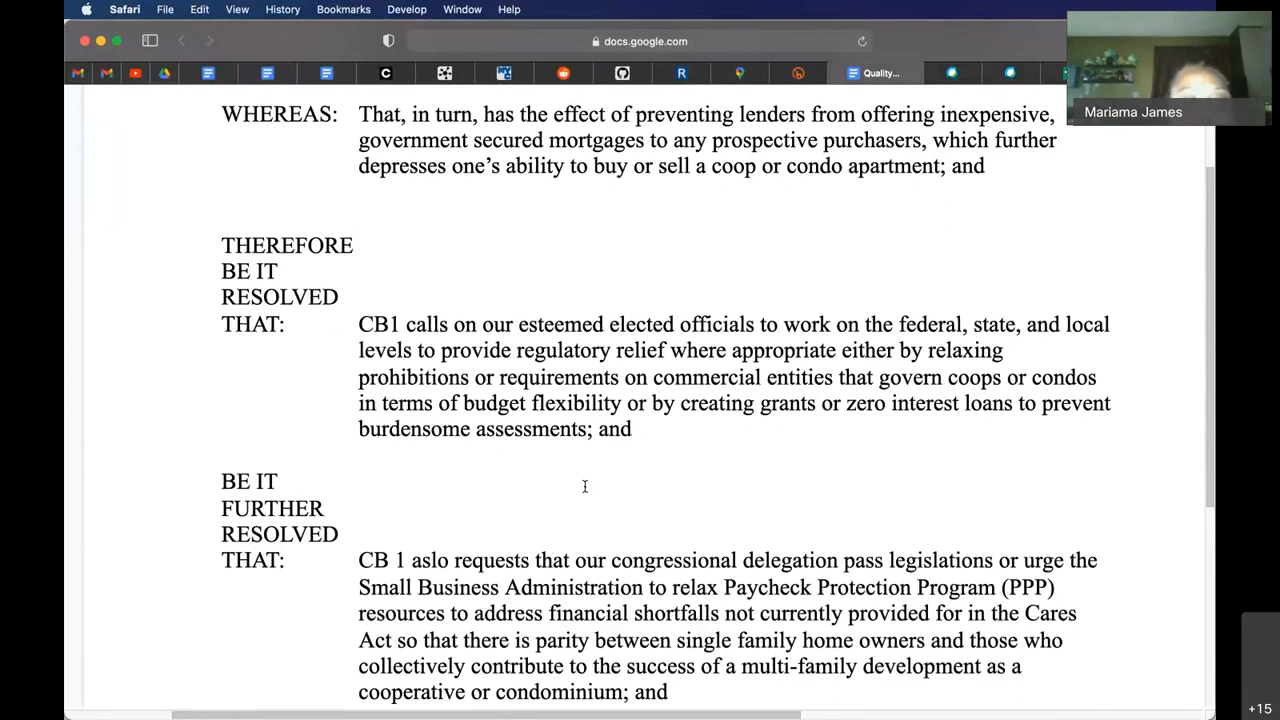 Safari File Edit View History Bookmarks Develop Window Help
docs.google.com
Quality...
Mariama James
WHEREAS: That, in turn, has the effect of preventing lenders from offering inexpensive,
government secured mortgages to any prospective purchasers, which further
depresses one’s ability to buy or sell a coop or condo apartment; and
THEREFORE
BE IT
RESOLVED
THAT: CB1 calls on our esteemed elected officials to work on the federal, state, and local
levels to provide regulatory relief where appropriate either by relaxing
prohibitions or requirements on commercial entities that govern coops or condos
in terms of budget flexibility or by creating grants or zero interest loans to prevent
burdensome assessments; and
BE IT
FURTHER
RESOLVED
THAT: CB 1 aslo requests that our congressional delegation pass legislations or urge the
Small Business Administration to relax Paycheck Protection Program (PPP)
resources to address financial shortfalls not currently provided for in the Cares
Act so that there is parity between single family home owners and those who
collectively contribute to the success of a multi-family development as a
cooperative or condominium; and
+15